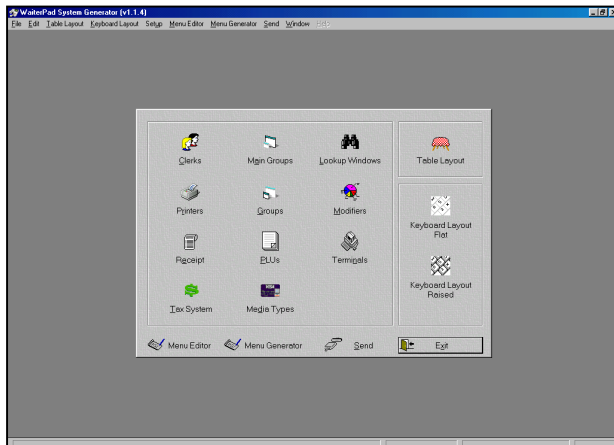 WaiterPad System Generator (v1.1.4)
File Edit Table Layout Keyboard Layout Setup Menu Editor Menu Generator Send Window Help
Clerks Main Groups Lookup Windows Table Layout
Printers Groups Modifiers
Keyboard Layout
Flat
Receipt PLUs Terminals
Keyboard Layout
Raised
Tax System Media Types
Menu Editor Menu Generator Send Exit